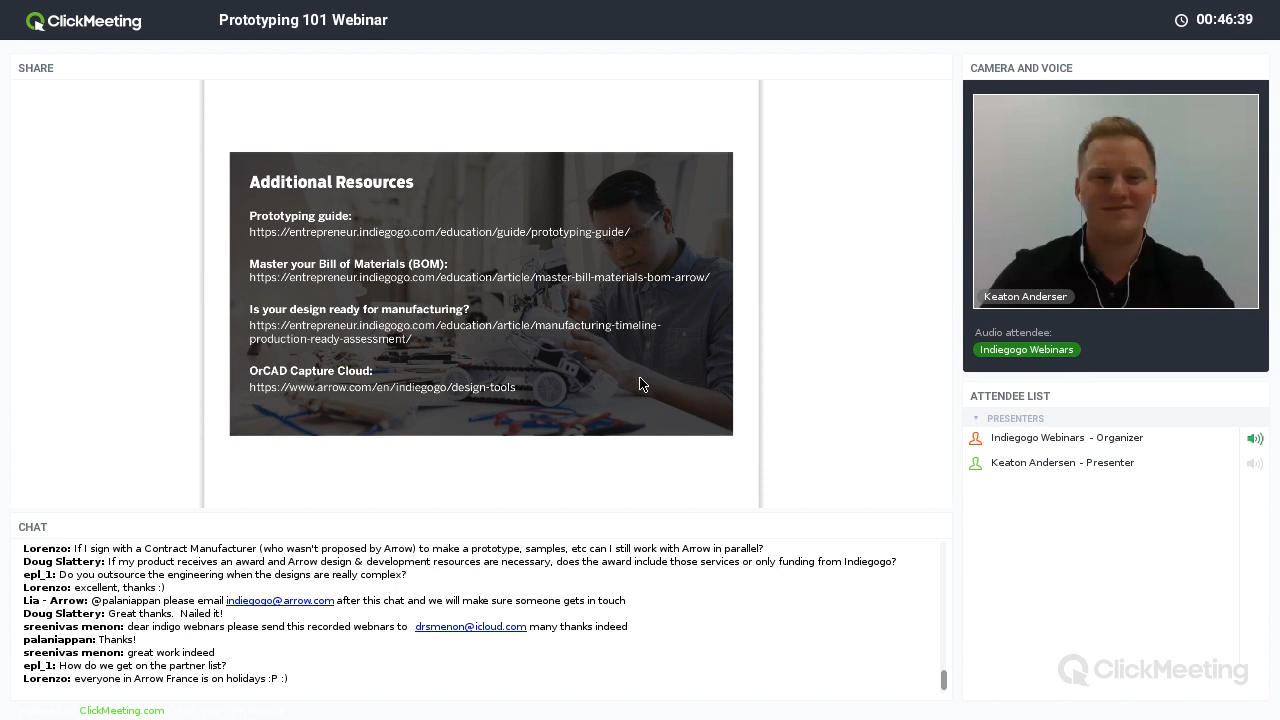 ClickMeeting
Prototyping 101 Webinar
00:46:39
SHARE
Additional Resources
Prototyping guide:
https://entrepreneur.indiegogo.com/education/guide/prototyping-guide/
Master your Bill of Materials (BOM):
https://entrepreneur.indiegogo.com/education/article/master-bill-materials-bom-arrow/
Is your design ready for manufacturing?
https://entrepreneur.indiegogo.com/education/article/manufacturing-timeline-
production-ready-assessment/
OrCAD Capture Cloud:
https://www.arrow.com/en/indiegogo/design-tools
CAMERA AND VOICE
Keaton Andersen
Audio attendee:
Indiegogo Webinars
ATTENDEE LIST
PRESENTERS
Indiegogo Webinars - Organizer
Keaton Andersen - Presenter
CHAT
Lorenzo: If I sign with a Contract Manufacturer (who wasn't proposed by Arrow) to make a prototype, samples, etc can I still work with Arrow in parallel?
Doug Slattery: If my product receives an award and Arrow design & development resources are necessary, does the award include those services or only funding from Indiegogo?
epl_1: Do you outsource the engineering when the designs are really complex?
Lorenzo: excellent, thanks :)
Lia - Arrow: @palaniappan please email indiegogo@arrow.com after this chat and we will make sure someone gets in touch
Doug Slattery: Great thanks. Nailed it!
sreenivas menon: dear indigo webnars please send this recorded webnars to drsmenon@icloud.com many thanks indeed
palaniappan: Thanks!
sreenivas menon: great work indeed
epl_1: How do we get on the partner list?
Lorenzo: everyone in Arrow France is on holidays :P :)
ClickMeeting
ClickMeeting.com